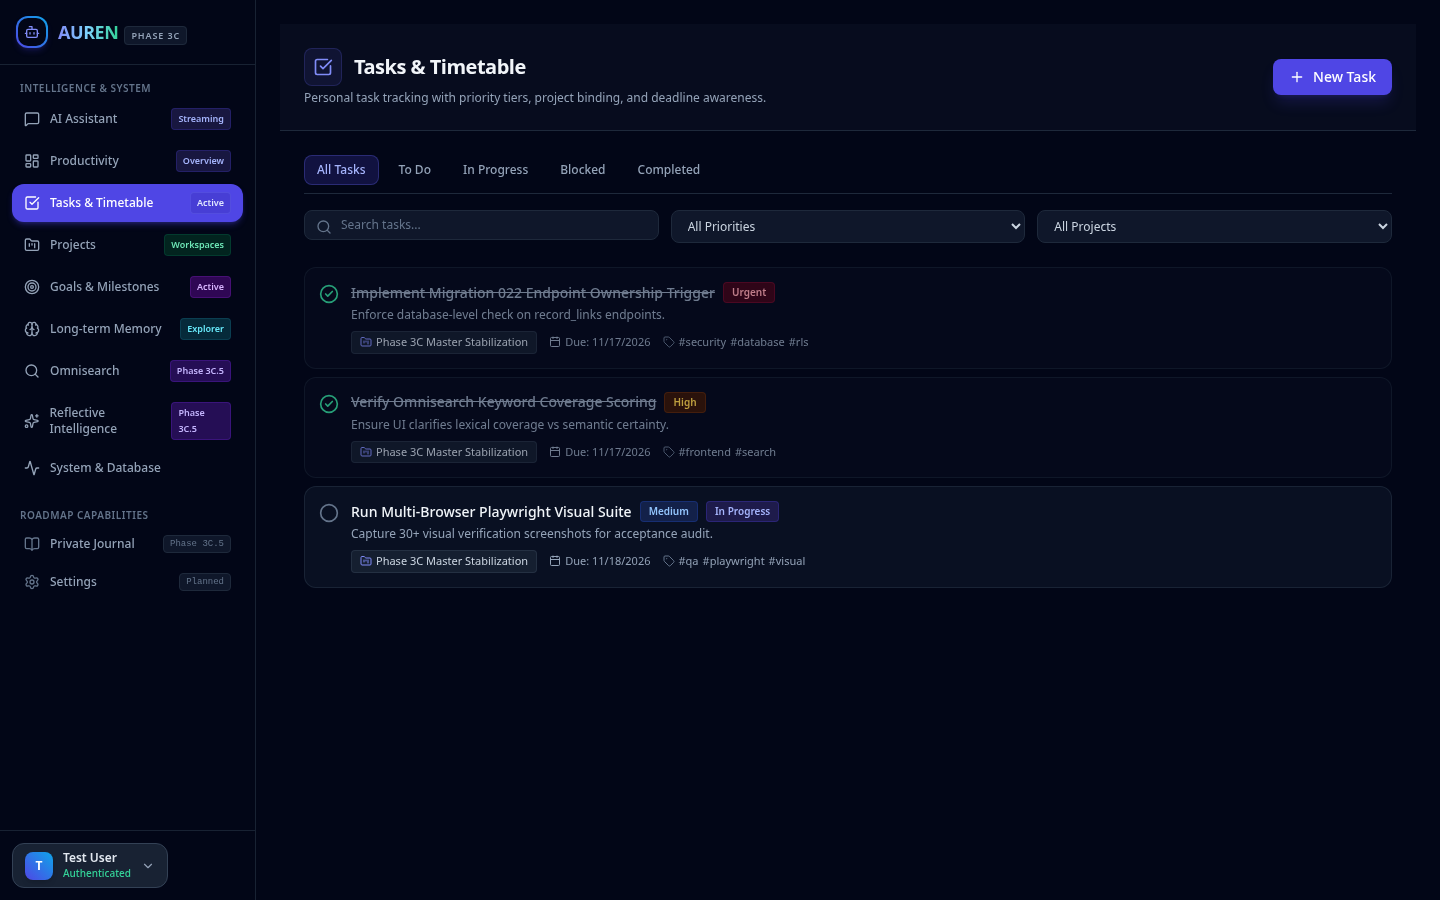 AUREN PHASE 3C
INTELLIGENCE & SYSTEM
AI Assistant Streaming
Productivity Overview
Tasks & Timetable Active
Projects Workspaces
Goals & Milestones Active
Long-term Memory Explorer
Omnisearch Phase 3C.5
Reflective Intelligence Phase 3C.5
System & Database
ROADMAP CAPABILITIES
Private Journal Phase 3C.5
Settings Planned
T Test User
Authenticated
Tasks & Timetable
Personal task tracking with priority tiers, project binding, and deadline awareness.
New Task
All Tasks To Do In Progress Blocked Completed
Search tasks... All Priorities All Projects
Implement Migration 022 Endpoint Ownership Trigger Urgent
Enforce database-level check on record_links endpoints.
Phase 3C Master Stabilization Due: 11/17/2026 #security #database #rls
Verify Omnisearch Keyword Coverage Scoring High
Ensure UI clarifies lexical coverage vs semantic certainty.
Phase 3C Master Stabilization Due: 11/17/2026 #frontend #search
Run Multi-Browser Playwright Visual Suite Medium In Progress
Capture 30+ visual verification screenshots for acceptance audit.
Phase 3C Master Stabilization Due: 11/18/2026 #qa #playwright #visual